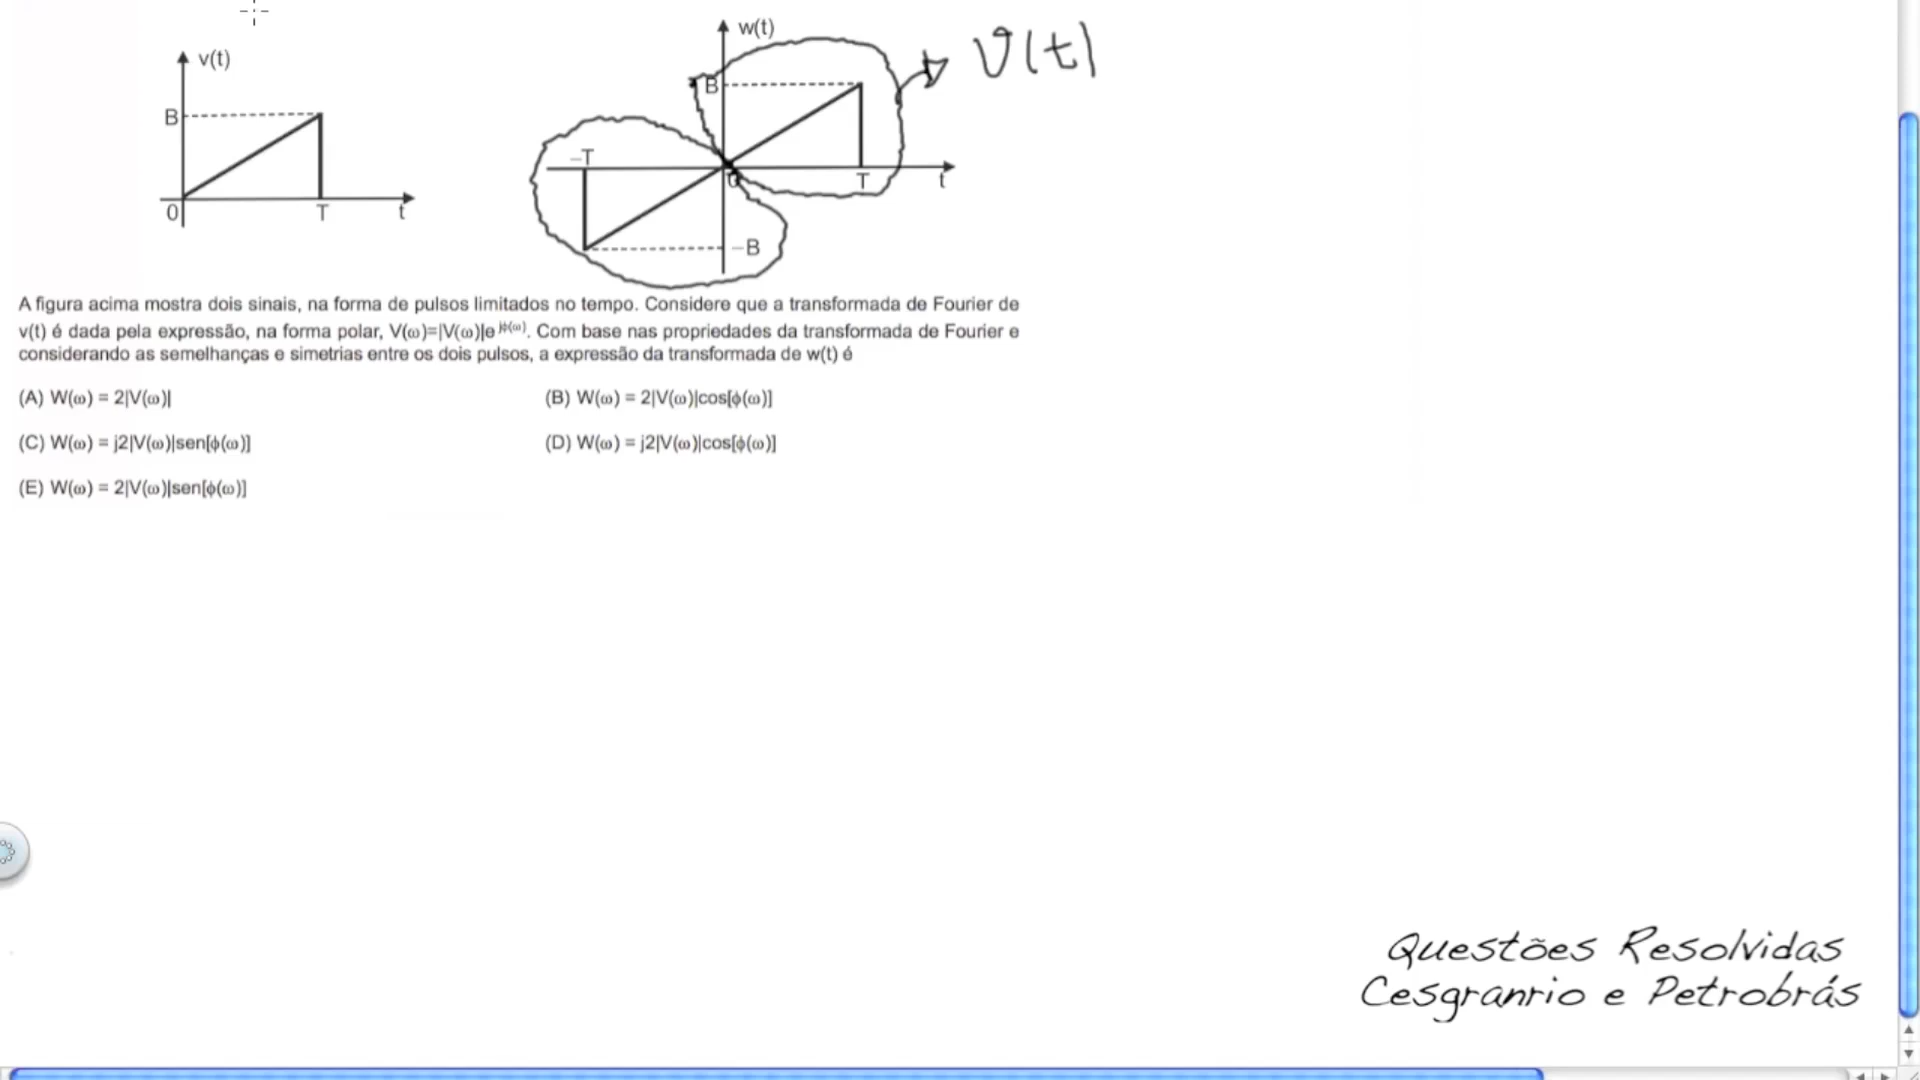 v(t)
B
0
T
t
w(t)
B
-T
0
T
t
-B
V(t)
A figura acima mostra dois sinais, na forma de pulsos limitados no tempo. Considere que a transformada de Fourier de
v(t) é dada pela expressão, na forma polar, V(ω)=|V(ω)|e^jϕ(ω). Com base nas propriedades da transformada de Fourier e
considerando as semelhanças e simetrias entre os dois pulsos, a expressão da transformada de w(t) é
(A) W(ω) = 2|V(ω)|
(B) W(ω) = 2|V(ω)|cos[ϕ(ω)]
(C) W(ω) = j2|V(ω)|sen[ϕ(ω)]
(D) W(ω) = j2|V(ω)|cos[ϕ(ω)]
(E) W(ω) = 2|V(ω)|sen[ϕ(ω)]
Questões Resolvidas
Cesgranrio e Petrobrás